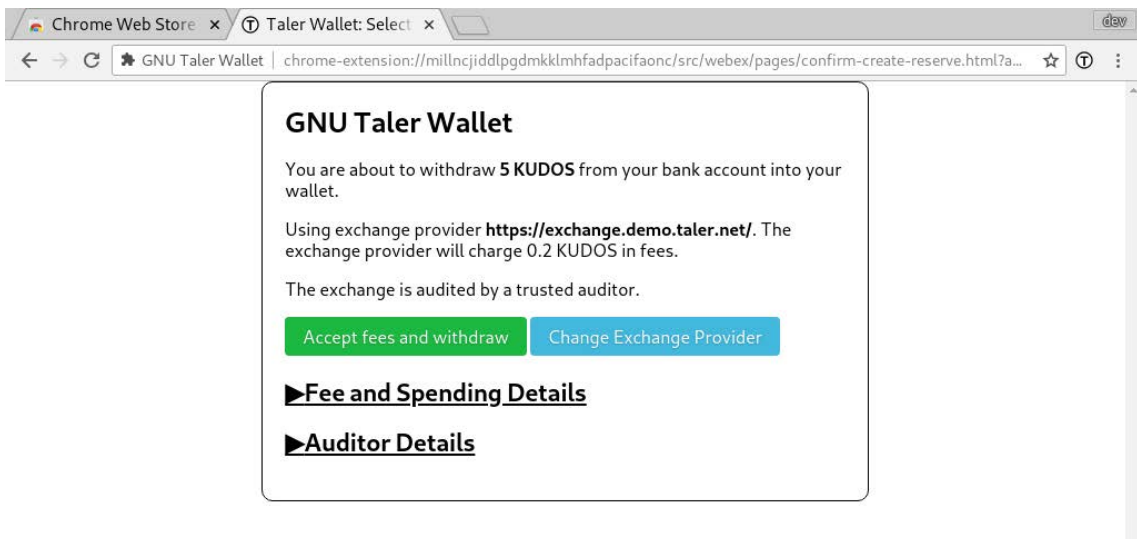 Chrome Web Store
Taler Wallet: Select
dev
GNU Taler Wallet
chrome-extension://millncjiddlpgdmkklmhfadpacifaonc/src/webex/pages/confirm-create-reserve.html?a...
GNU Taler Wallet
You are about to withdraw 5 KUDOS from your bank account into your
wallet.
Using exchange provider https://exchange.demo.taler.net/. The
exchange provider will charge 0.2 KUDOS in fees.
The exchange is audited by a trusted auditor.
Accept fees and withdraw
Change Exchange Provider
▶Fee and Spending Details
▶Auditor Details